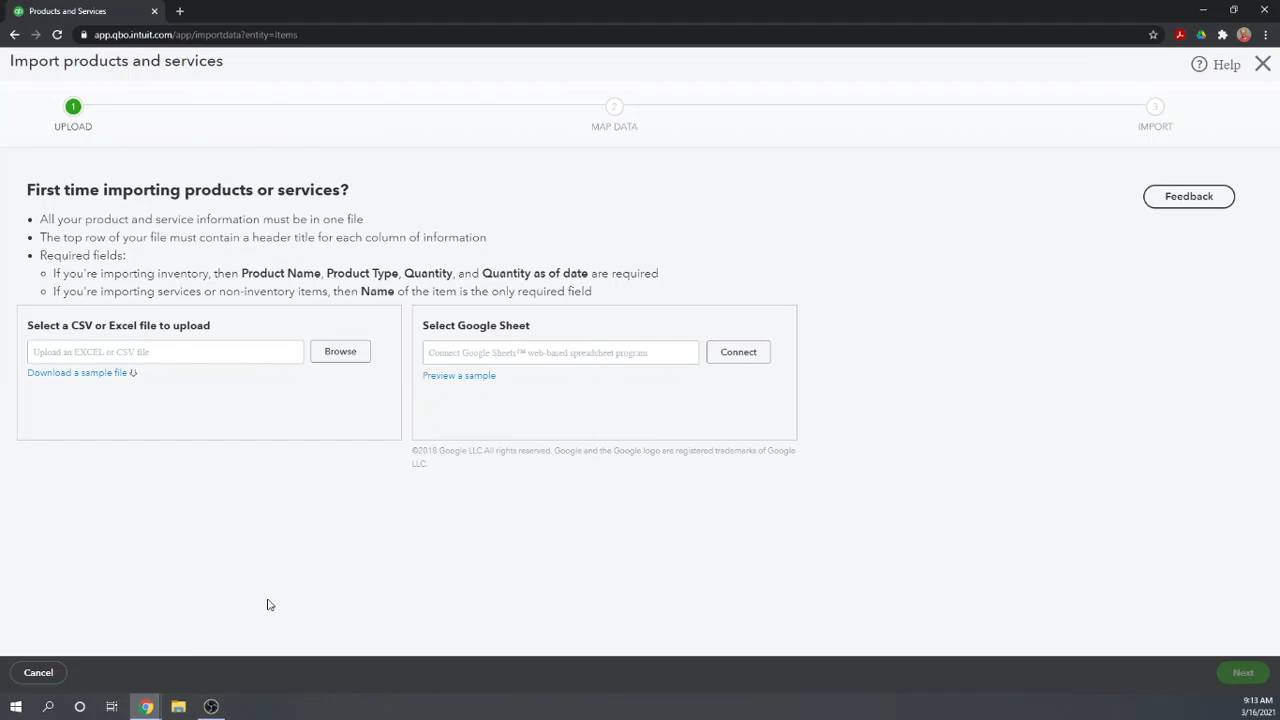 Products and Services
app.qbo.intuit.com/app/importdata?entity=items
Import products and services
Help
1
2
3
UPLOAD
MAP DATA
IMPORT
First time importing products or services?
Feedback
All your product and service information must be in one file
The top row of your file must contain a header title for each column of information
Required fields:
If you're importing inventory, then Product Name, Product Type, Quantity, and Quantity as of date are required
If you're importing services or non-inventory items, then Name of the item is the only required field
Select a CSV or Excel file to upload
Upload an EXCEL or CSV file
Browse
Download a sample file
Select Google Sheet
Connect Google Sheets™ web-based spreadsheet program
Connect
Preview a sample
©2018 Google LLC All rights reserved. Google and the Google logo are registered trademarks of Google
LLC.
Cancel
Next
9:13 AM
3/16/2021